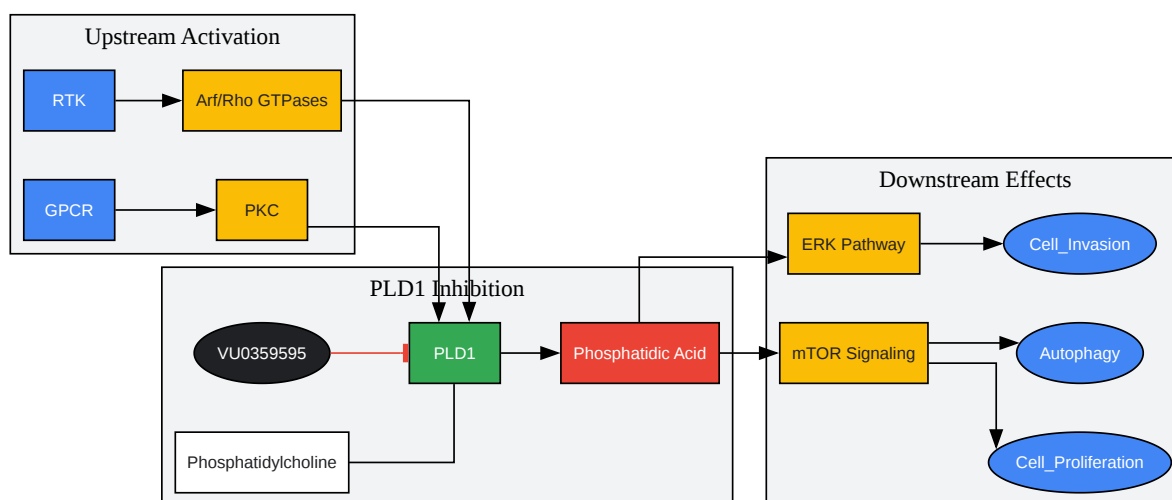 Upstream Activation
RTK
Arf/Rho GTPases
GPCR
PKC
PLD1 Inhibition
VU0359595
PLD1
Phosphatidic Acid
Phosphatidylcholine
Downstream Effects
ERK Pathway
Cell_Invasion
mTOR Signaling
Autophagy
Cell_Proliferation